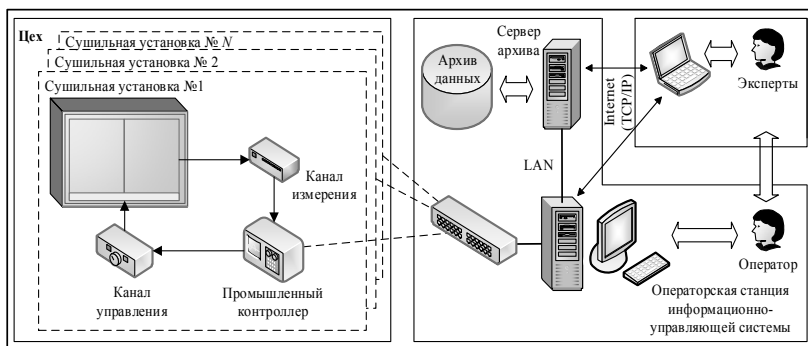 Цех
Сушильная установка № N
Сушильная установка № 2
Сушильная установка №1
Канал
измерения
Канал
управления
Промышленный
контроллер
Сервер
архива
Архив
данных
Internet
(TCP/IP)
Эксперты
LAN
Оператор
Операторская станция
информационно-
управляющей системы